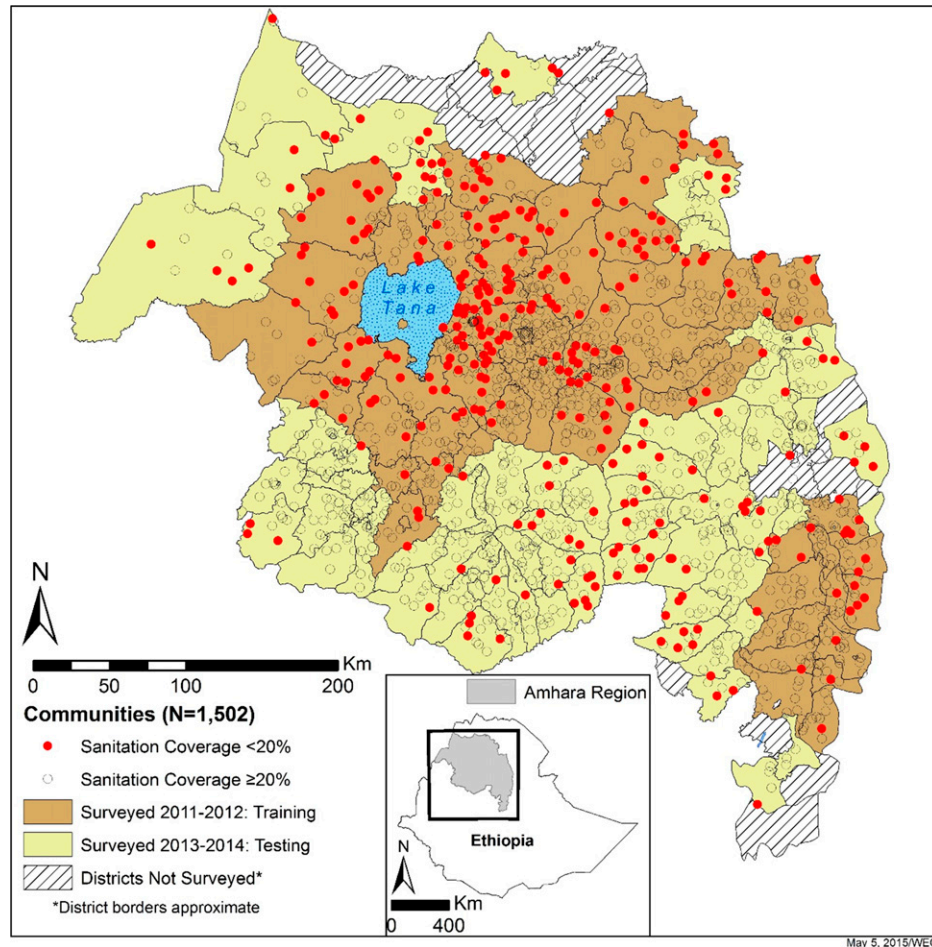 Lake
Tana
N
Km
0 50 100 200
Communities (N=1,502)
Sanitation Coverage <20%
Sanitation Coverage ≥20%
Surveyed 2011-2012: Training
Surveyed 2013-2014: Testing
Districts Not Surveyed*
*District borders approximate
Amhara Region
Ethiopia
N
Km
0 400
May 5, 2015/WE